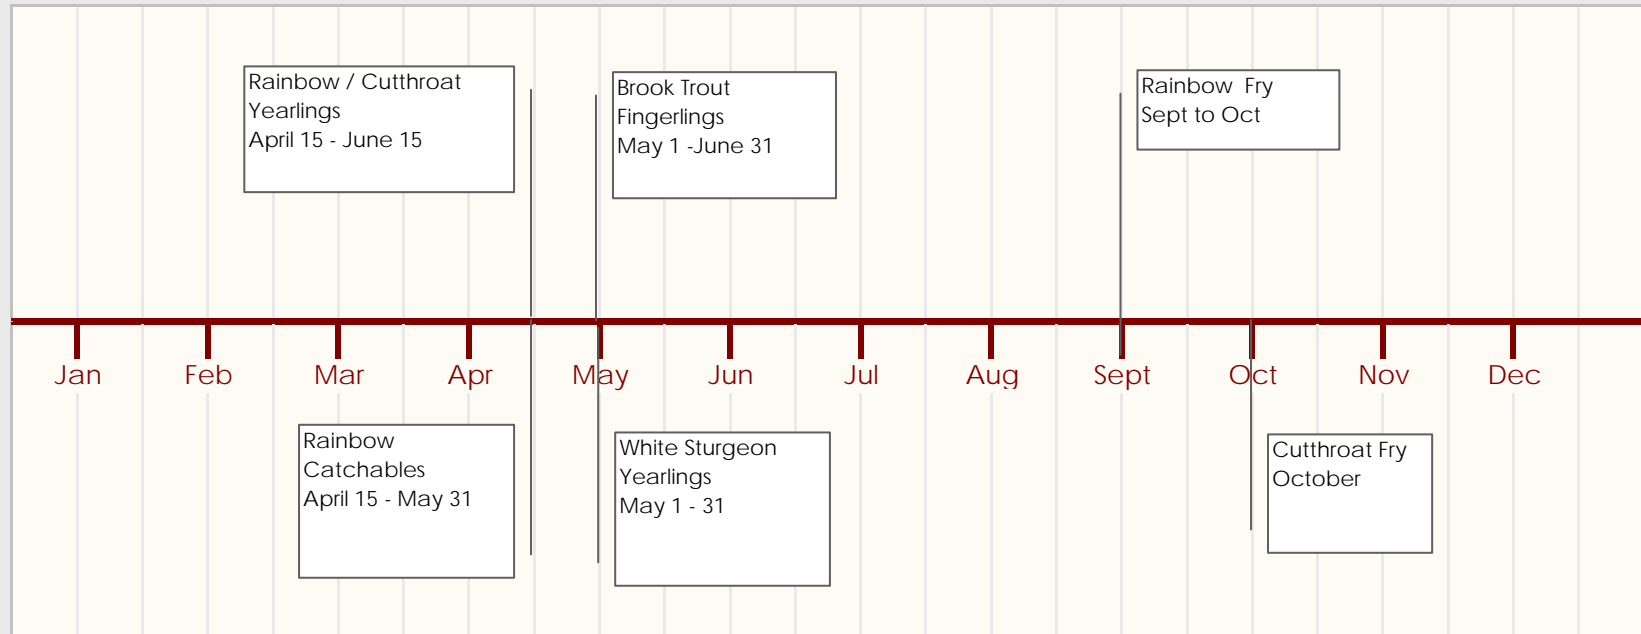 Rainbow / Cutthroat
Yearlings
April 15 - June 15
Brook Trout
Fingerlings
May 1 -June 31
Rainbow  Fry
Sept to Oct
Jan Feb Mar Apr May Jun Jul Aug Sept Oct Nov Dec
Rainbow
Catchables
April 15 - May 31
White Sturgeon
Yearlings
May 1 - 31
Cutthroat Fry
October